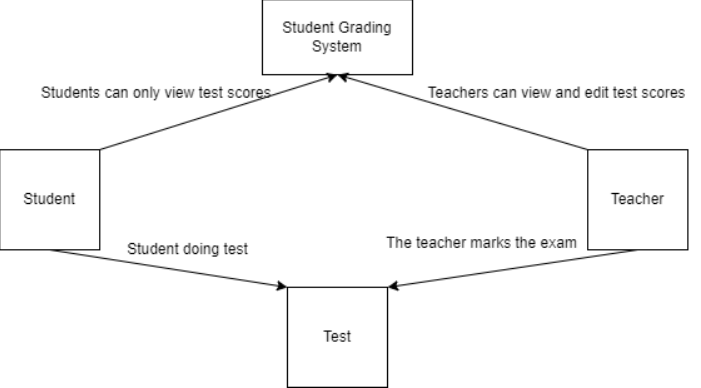 Student Grading
System
Students can only view test scores
Teachers can view and edit test scores
Student
Teacher
Student doing test
The teacher marks the exam
Test